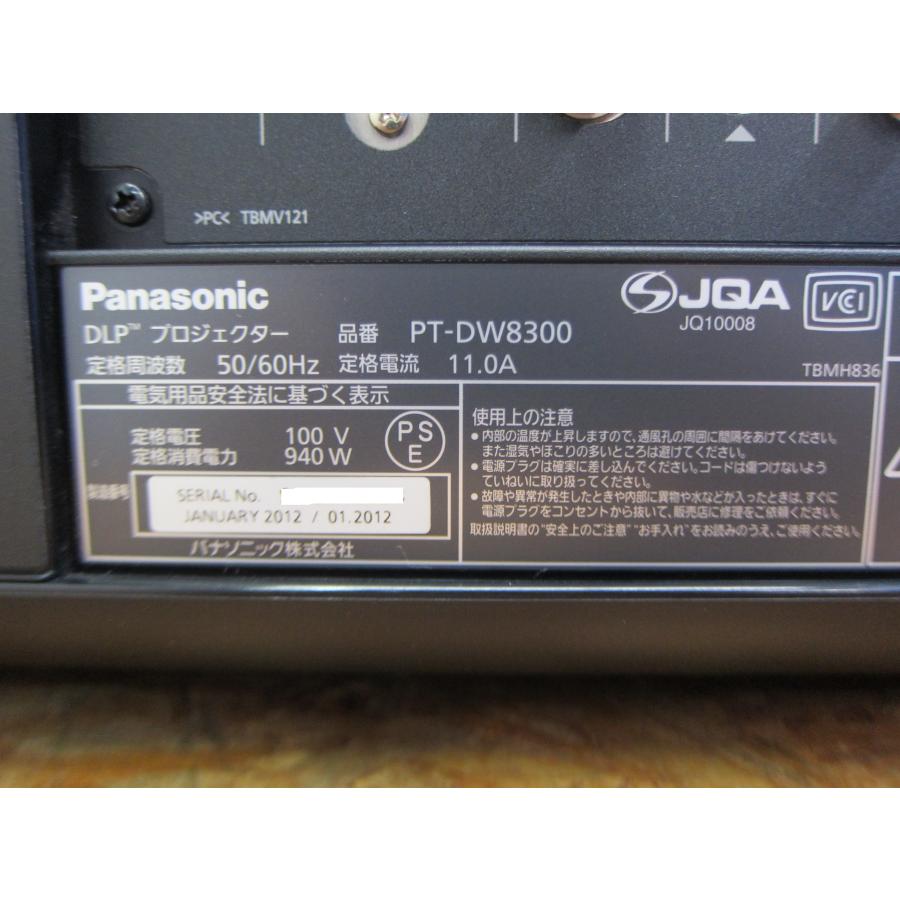 >PC< TBMV121
Panasonic
DLP™ プロジェクター 品番 PT-DW8300
定格周波数 50/60Hz 定格電流 11.0A
JQA
JQ10008
VCI
TBMH836
電気用品安全法に基づく表示
定格電圧 100 V
定格消費電力 940 W
PS
E
製造番号
SERIAL No.
JANUARY 2012 / 01.2012
パナソニック株式会社
使用上の注意
●内部の温度が上昇しますので、通風孔の周囲に間隔をあけてください。
また湿気やほこりの多いところは避けてください。
●電源プラグは確実に差し込んでください。コードは傷つけないよう
ていねいに取り扱ってください。
●故障や異常が発生したときや内部に異物や水などが入ったときは、すぐに
電源プラグをコンセントから抜いて、販売店に修理をご依頼ください。
取扱説明書の"安全上のご注意" "お手入れ"をお読みのうえ、ご使用ください。